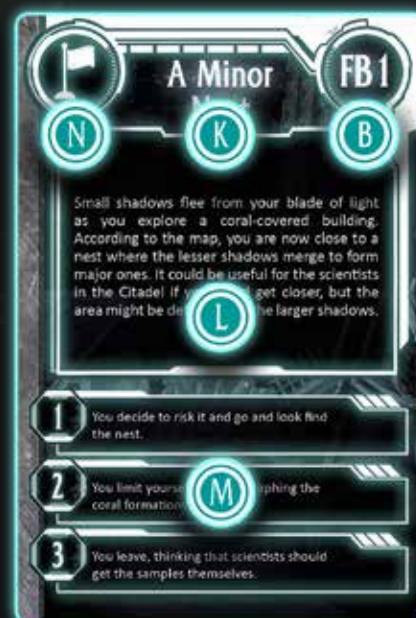 A Minor
FB1
N
K
B
Small shadows flee from your blade of light
as you explore a coral-covered building.
According to the map, you are now close to a
nest where the lesser shadows merge to form
major ones. It could be useful for the scientists
in the Citadel if get closer, but the
area might be he larger shadows.
L
1
You decide to risk it and go and look find
the nest.
2
You limit phing the
coral formation
M
3
You leave, thinking that scientists should
get the samples themselves.